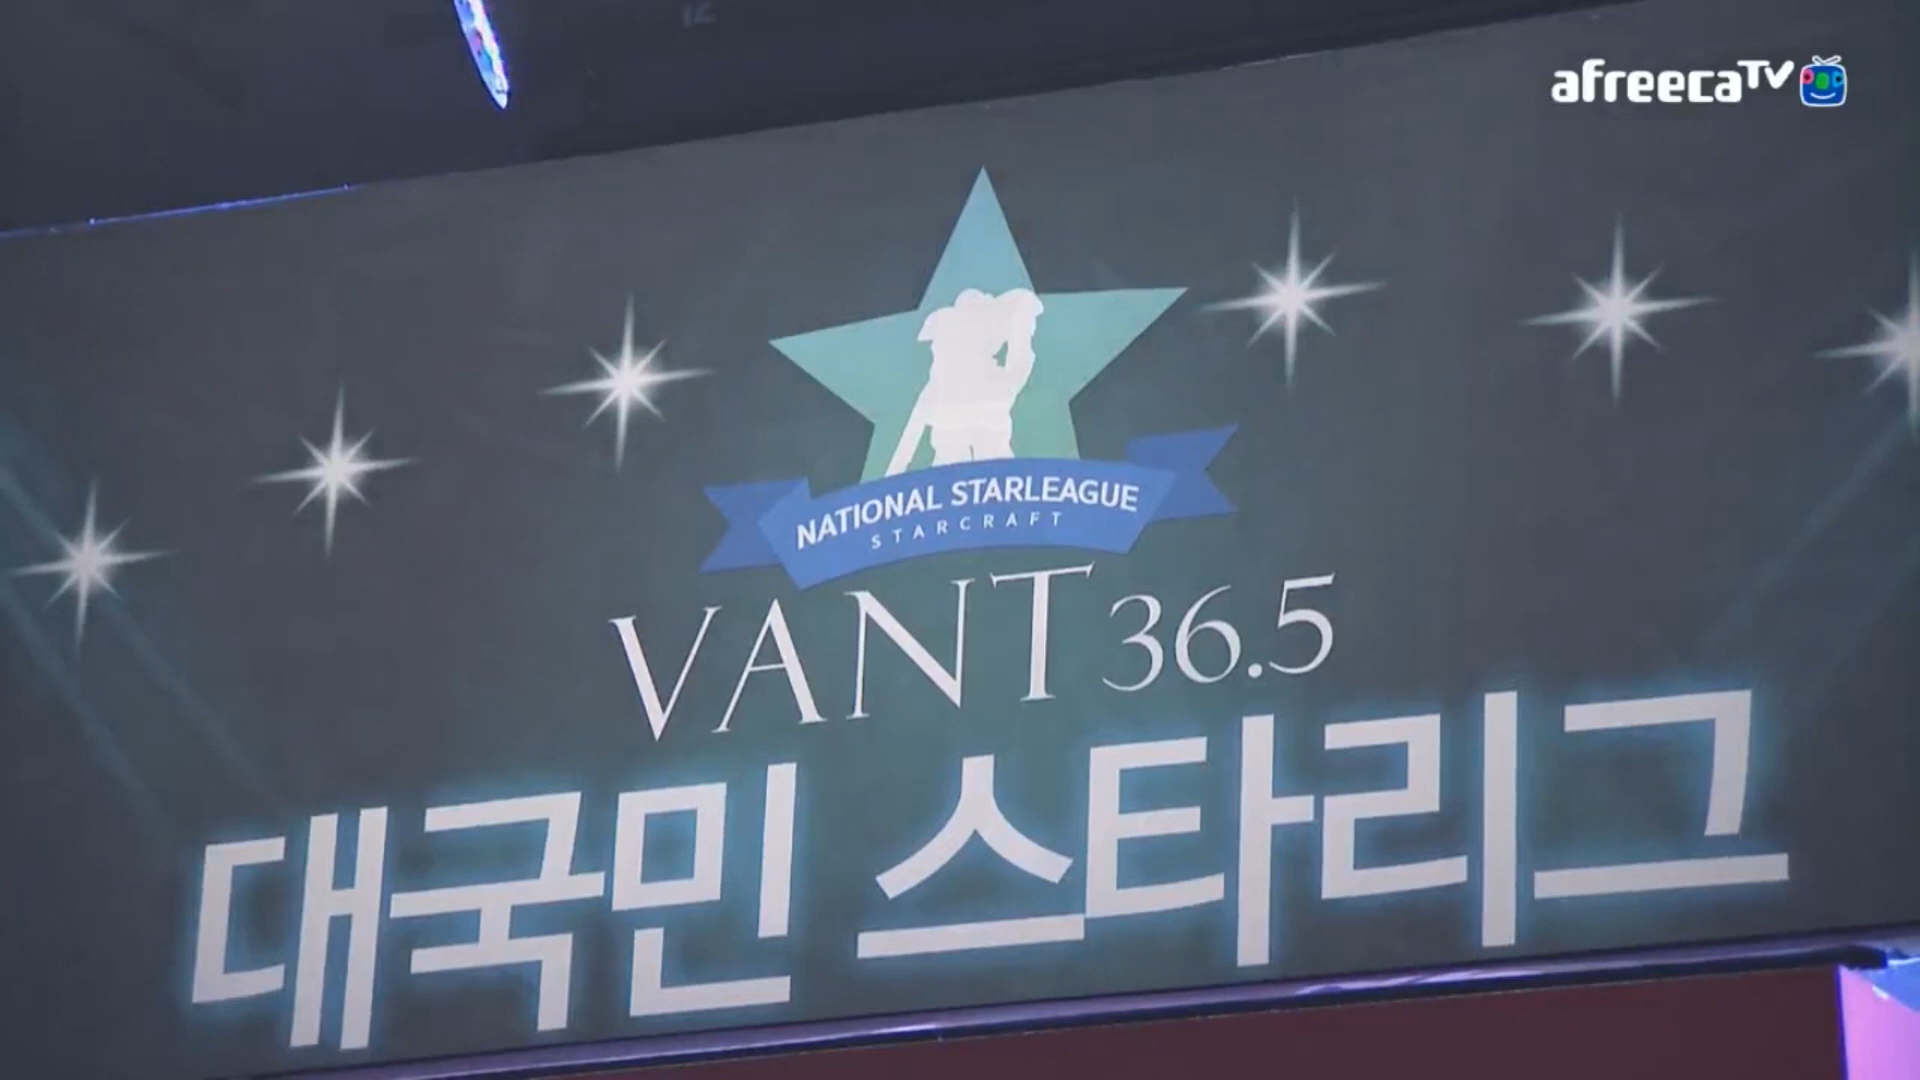 afreecaTV
NATIONAL STARLEAGUE
STARCRAFT
VANT 36.5
대국민 스타리그